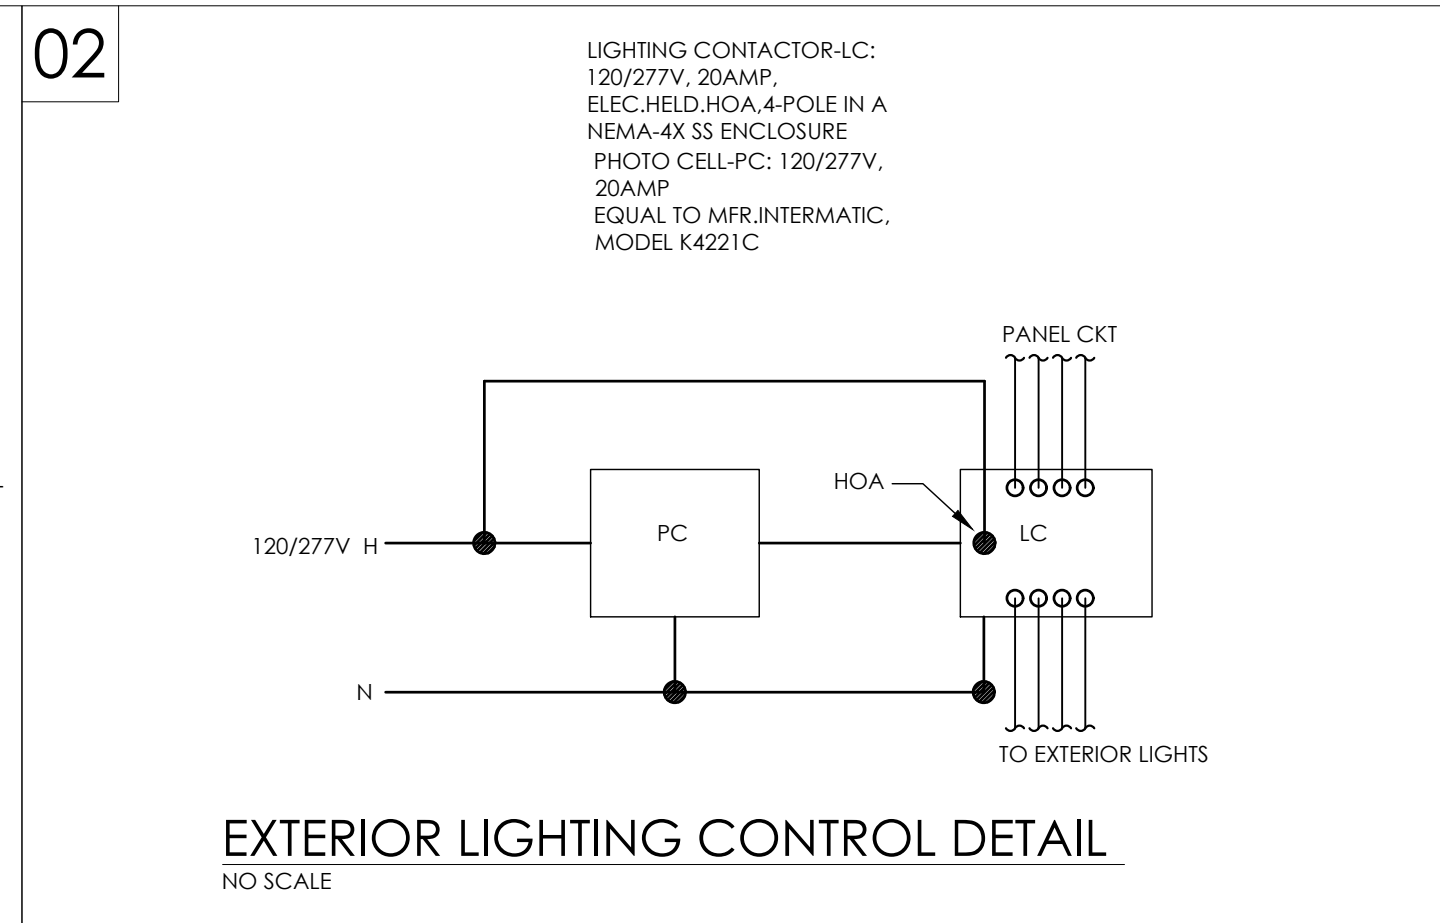 02
LIGHTING CONTACTOR-LC:
120/277V, 20AMP,
ELEC.HELD.HOA,4-POLE IN A
NEMA-4X SS ENCLOSURE
PHOTO CELL-PC: 120/277V,
20AMP
EQUAL TO MFR.INTERMATIC,
MODEL K4221C
PANEL CKT
HOA
PC
LC
120/277V H
N
TO EXTERIOR LIGHTS
EXTERIOR LIGHTING CONTROL DETAIL
NO SCALE